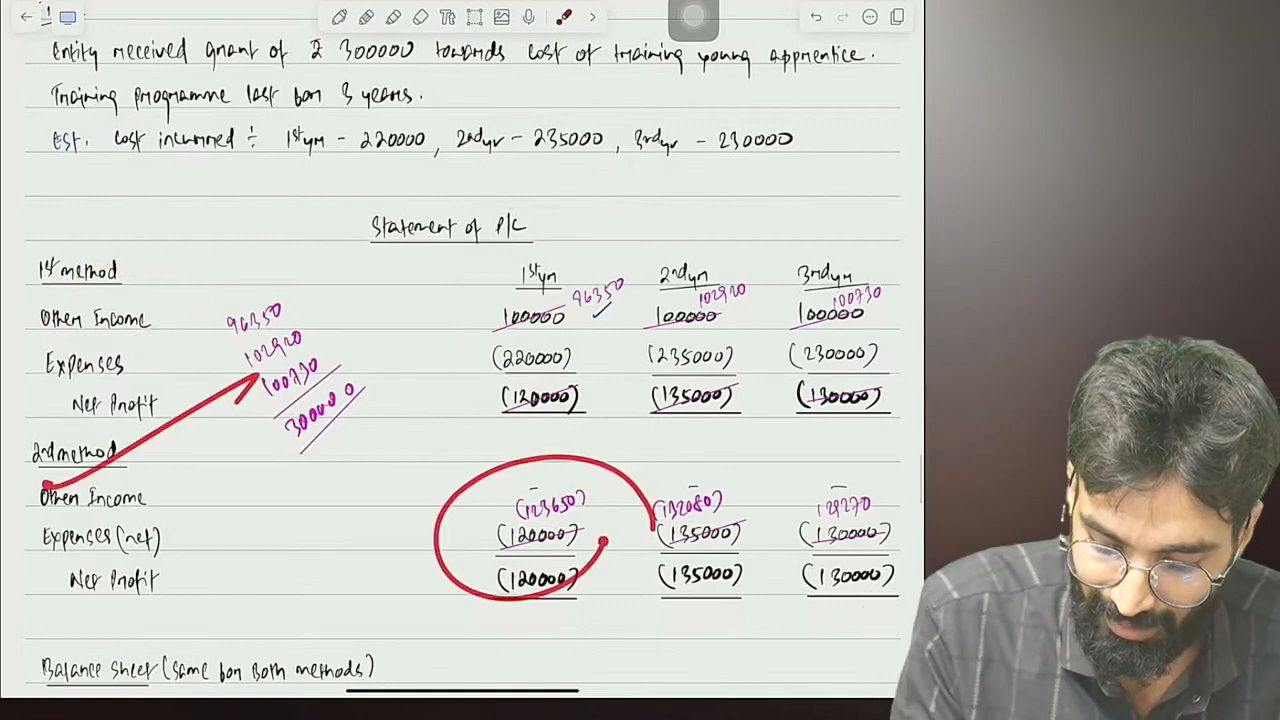 Entity received grant of ₹ 300000 towards cost of training young apprentice.
Training programme last for 3 years.
Est. Cost incurred ÷ 1st yr - 220000, 2nd yr - 235000, 3rd yr - 230000
Statement of P/L
1st method 1st yr 2nd yr 3rd yr
96350 102920 100730
Other Income 100000 100000 100000
Expenses (220000) (235000) (230000)
Net Profit (120000) (135000) (130000)
96350
102920
100730
300000
2nd method
Other Income - - -
(123650) (132080) 129270
Expenses (net) (120000) (135000) (130000)
Net Profit (120000) (135000) (130000)
Balance Sheet (same for Both methods)